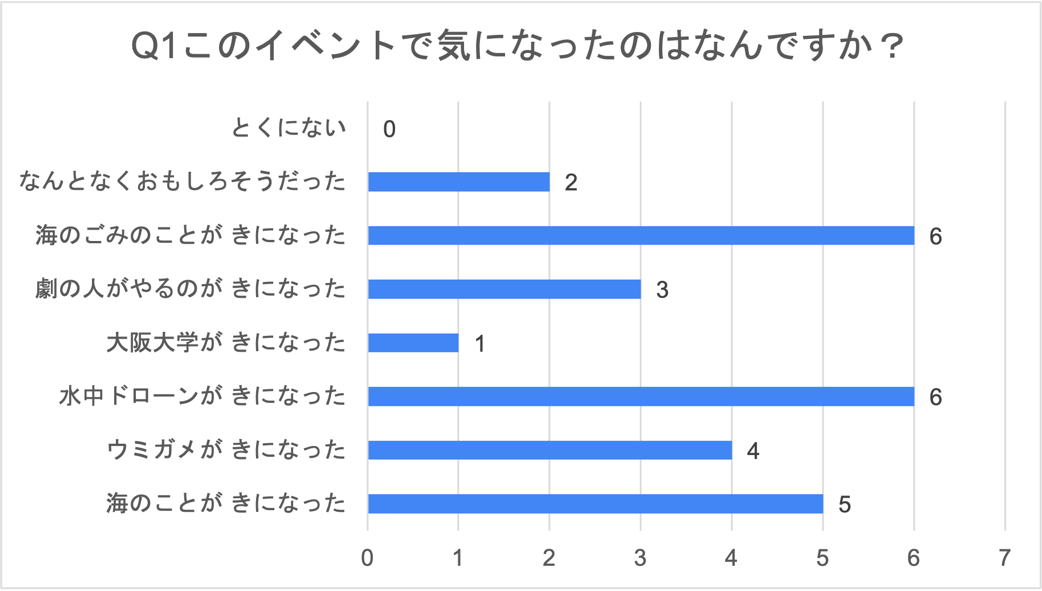 Q1このイベントで気になったのはなんですか？
とくにない 0
なんとなくおもしろそうだった 2
海のごみのことが きになった 6
劇の人がやるのが きになった 3
大阪大学が きになった 1
水中ドローンが きになった 6
ウミガメが きになった 4
海のことが きになった 5
0 1 2 3 4 5 6 7